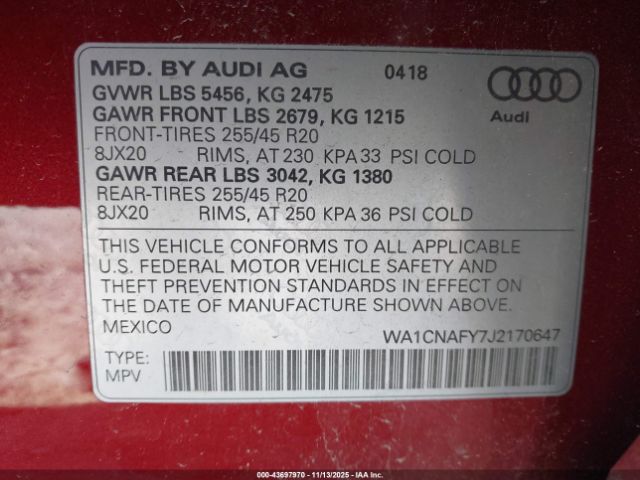 MFD. BY AUDI AG 0418
GVWR LBS 5456, KG 2475
GAWR FRONT LBS 2679, KG 1215
Audi
FRONT-TIRES 255/45 R20
8JX20 RIMS, AT 230 KPA 33 PSI COLD
GAWR REAR LBS 3042, KG 1380
REAR-TIRES 255/45 R20
8JX20 RIMS, AT 250 KPA 36 PSI COLD
THIS VEHICLE CONFORMS TO ALL APPLICABLE
U.S. FEDERAL MOTOR VEHICLE SAFETY AND
THEFT PREVENTION STANDARDS IN EFFECT ON
THE DATE OF MANUFACTURE SHOWN ABOVE.
MEXICO WA1CNAFY7J2170647
TYPE:
MPV
000-43697970 - 11/13/2025 - IAA Inc.